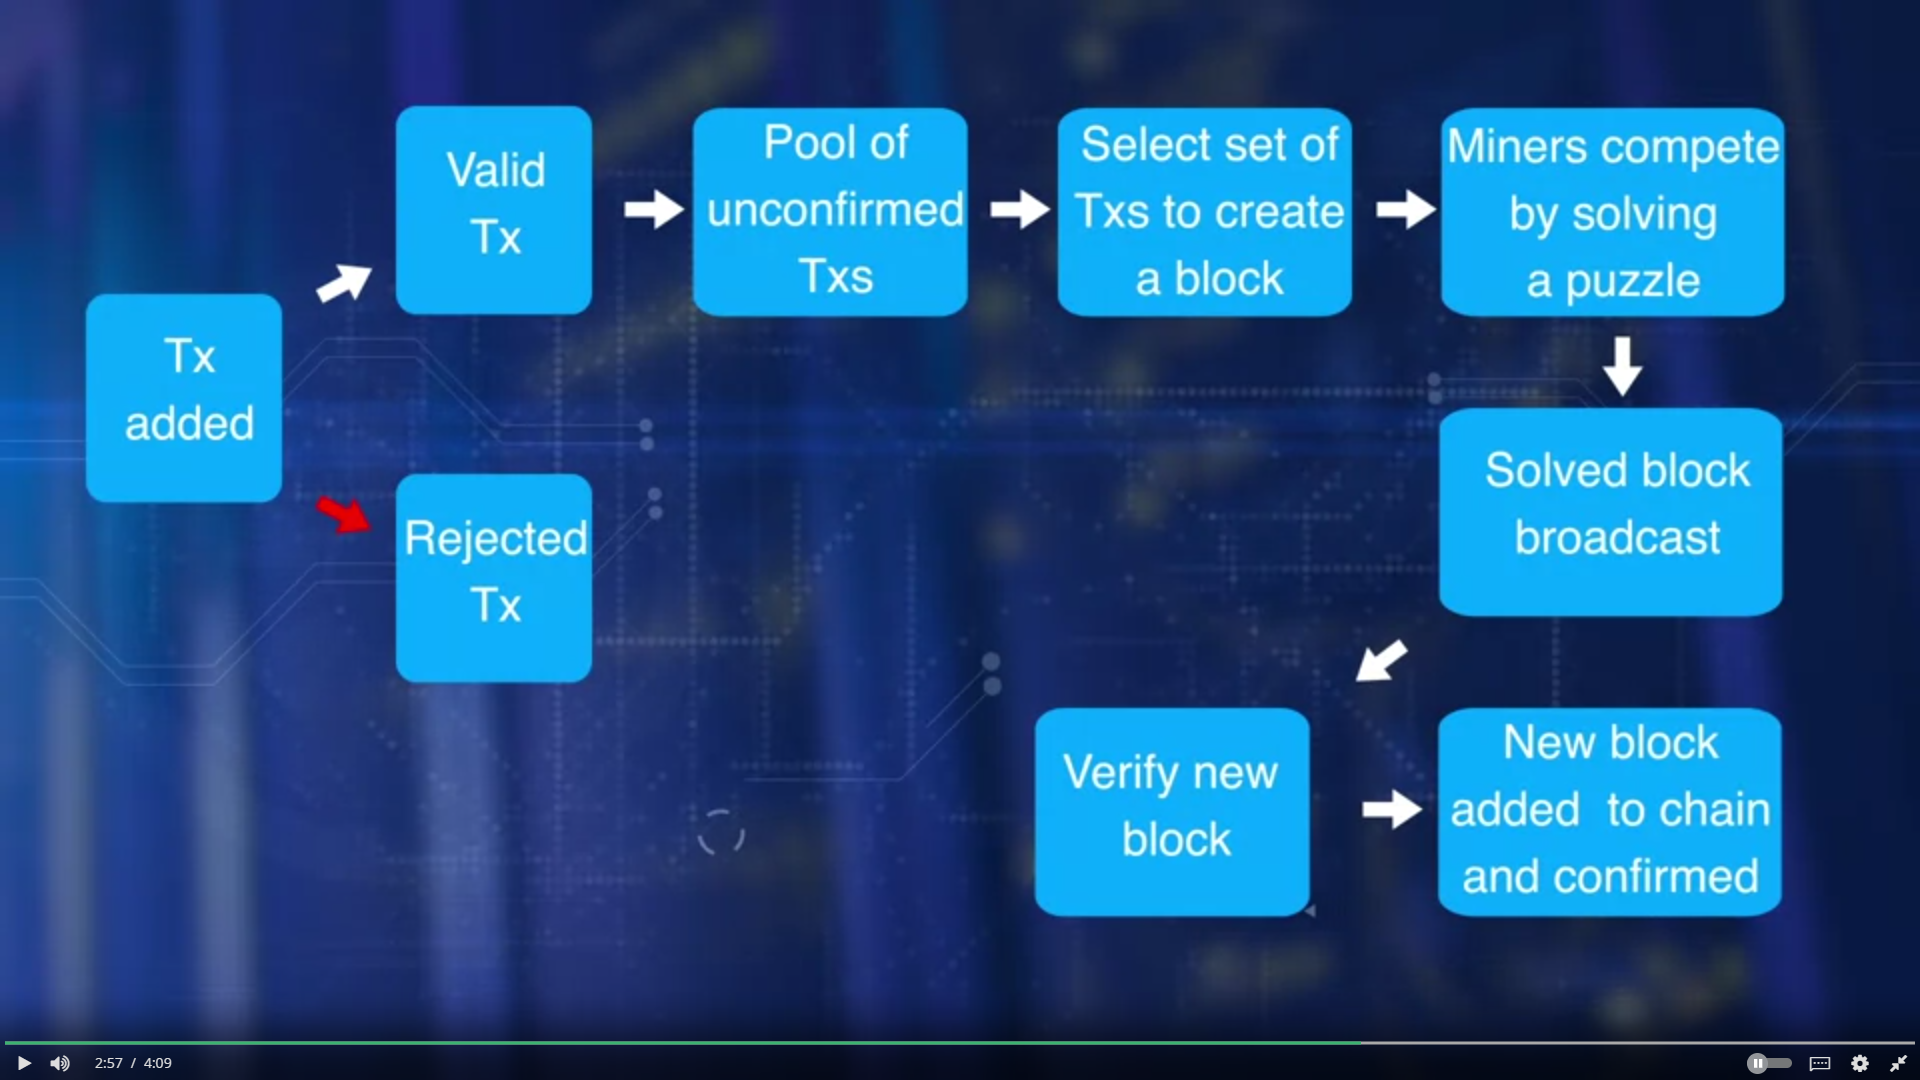 Valid
Tx
Pool of
unconfirmed
Txs
Select set of
Txs to create
a block
Miners compete
by solving
a puzzle
Tx
added
Rejected
Tx
Solved block
broadcast
Verify new
block
New block
added  to chain
and confirmed
2:57 / 4:09